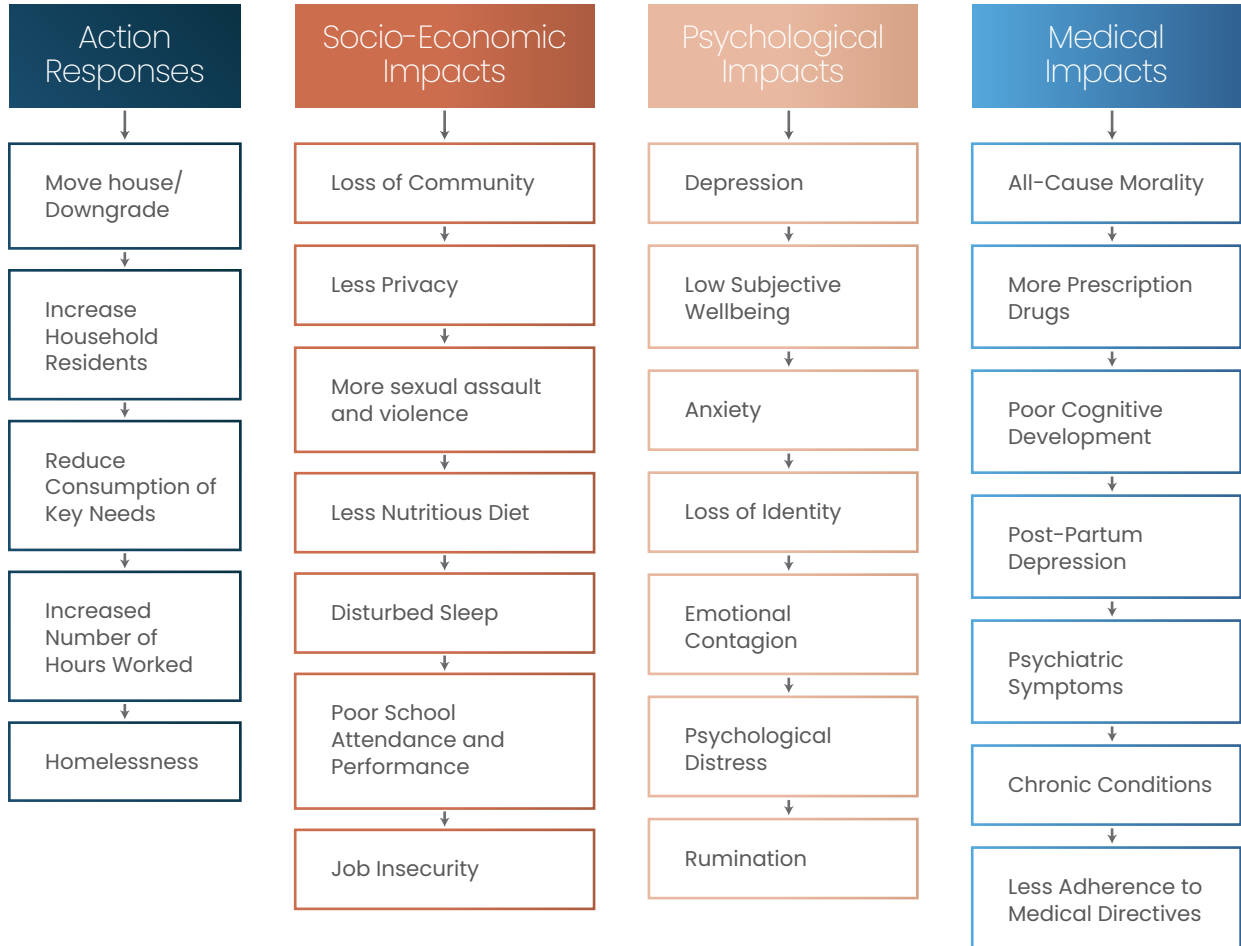 Action
Responses
Move house/
Downgrade
Increase
Household
Residents
Reduce
Consumption of
Key Needs
Increased
Number of
Hours Worked
Homelessness
Socio-Economic
Impacts
Loss of Community
Less Privacy
More sexual assault
and violence
Less Nutritious Diet
Disturbed Sleep
Poor School
Attendance and
Performance
Job Insecurity
Psychological
Impacts
Depression
Low Subjective
Wellbeing
Anxiety
Loss of Identity
Emotional
Contagion
Psychological
Distress
Rumination
Medical
Impacts
All-Cause Morality
More Prescription
Drugs
Poor Cognitive
Development
Post-Partum
Depression
Psychiatric
Symptoms
Chronic Conditions
Less Adherence to
Medical Directives